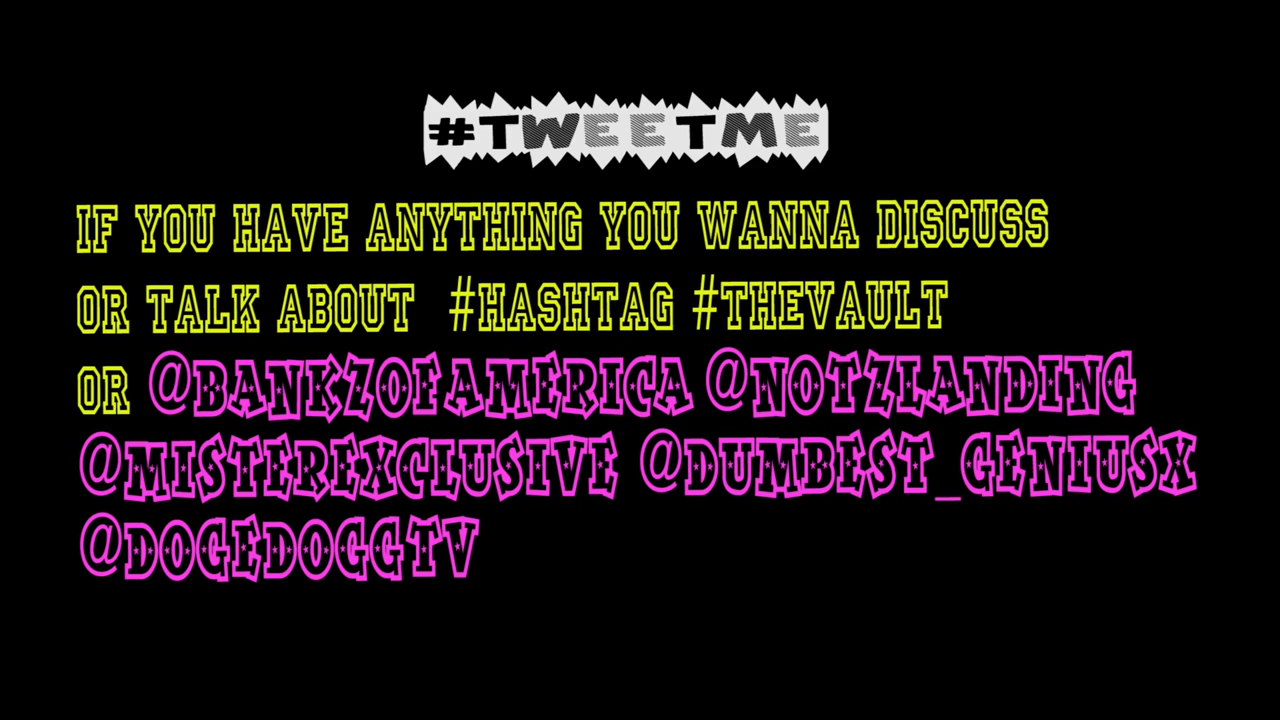 #TWEETME
IF YOU HAVE ANYTHING YOU WANNA DISCUSS
OR TALK ABOUT #HASHTAG #THEVAULT
OR @BANKZOFAMERICA @NOTZLANDING
@MISTEREXCLUSIVE @DUMBEST_GENIUSX
@DOGEDOGGTV